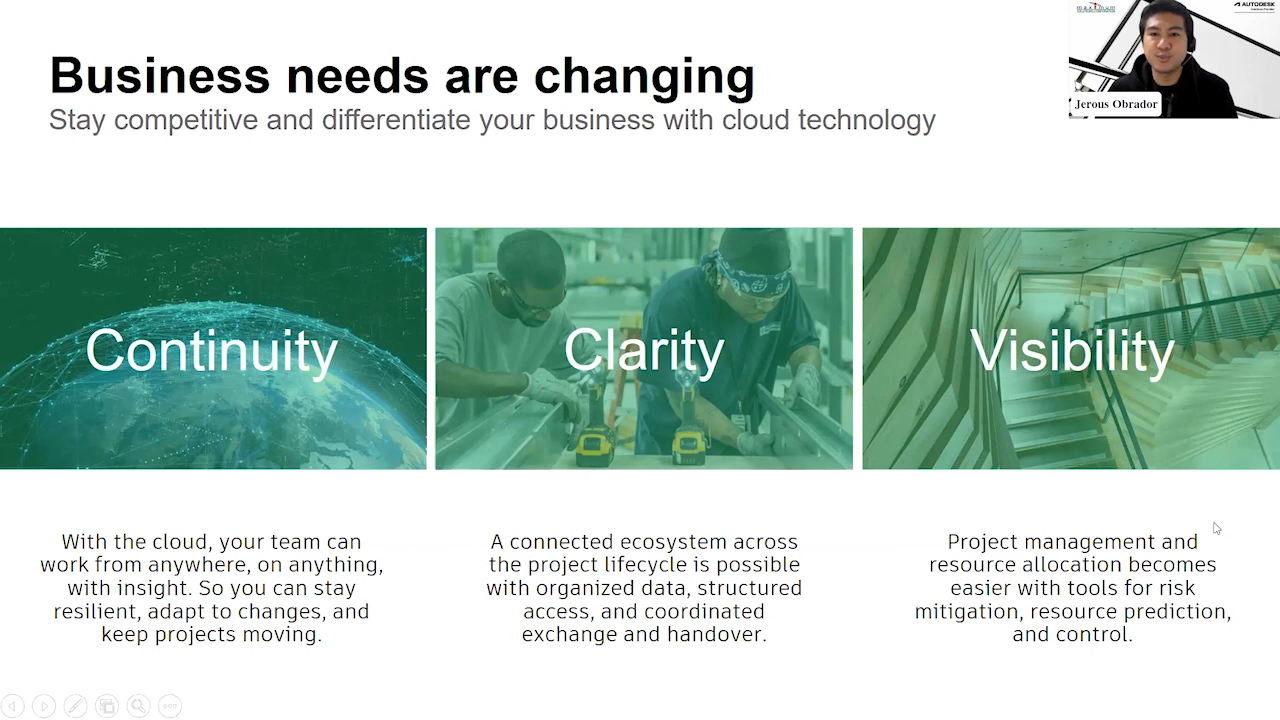 Business needs are changing
Stay competitive and differentiate your business with cloud technology
AUTODESK
Jerous Obrador
Continuity
Clarity
Visibility
With the cloud, your team can
work from anywhere, on anything,
with insight. So you can stay
resilient, adapt to changes, and
keep projects moving.
A connected ecosystem across
the project lifecycle is possible
with organized data, structured
access, and coordinated
exchange and handover.
Project management and
resource allocation becomes
easier with tools for risk
mitigation, resource prediction,
and control.